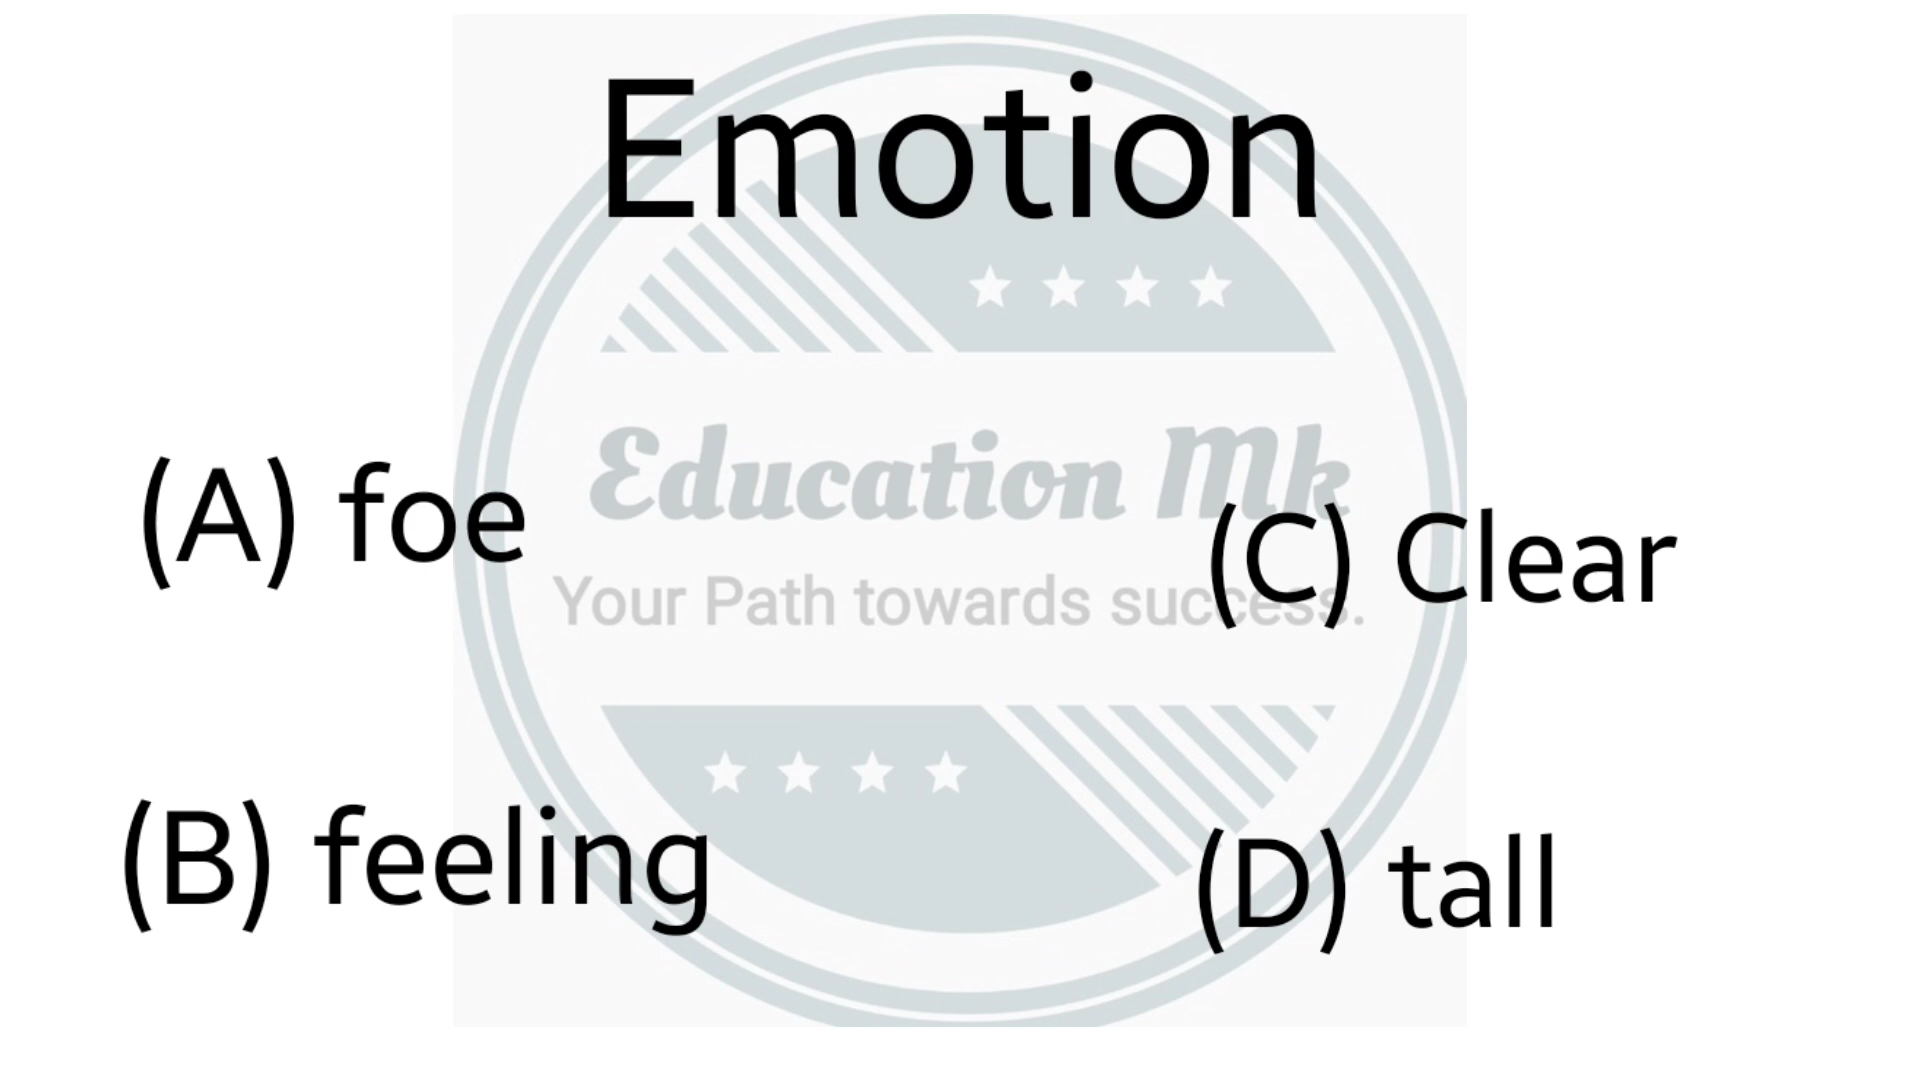 Emotion
Education Mk
Your Path towards success.
(A) foe
(C) Clear
(B) feeling
(D) tall